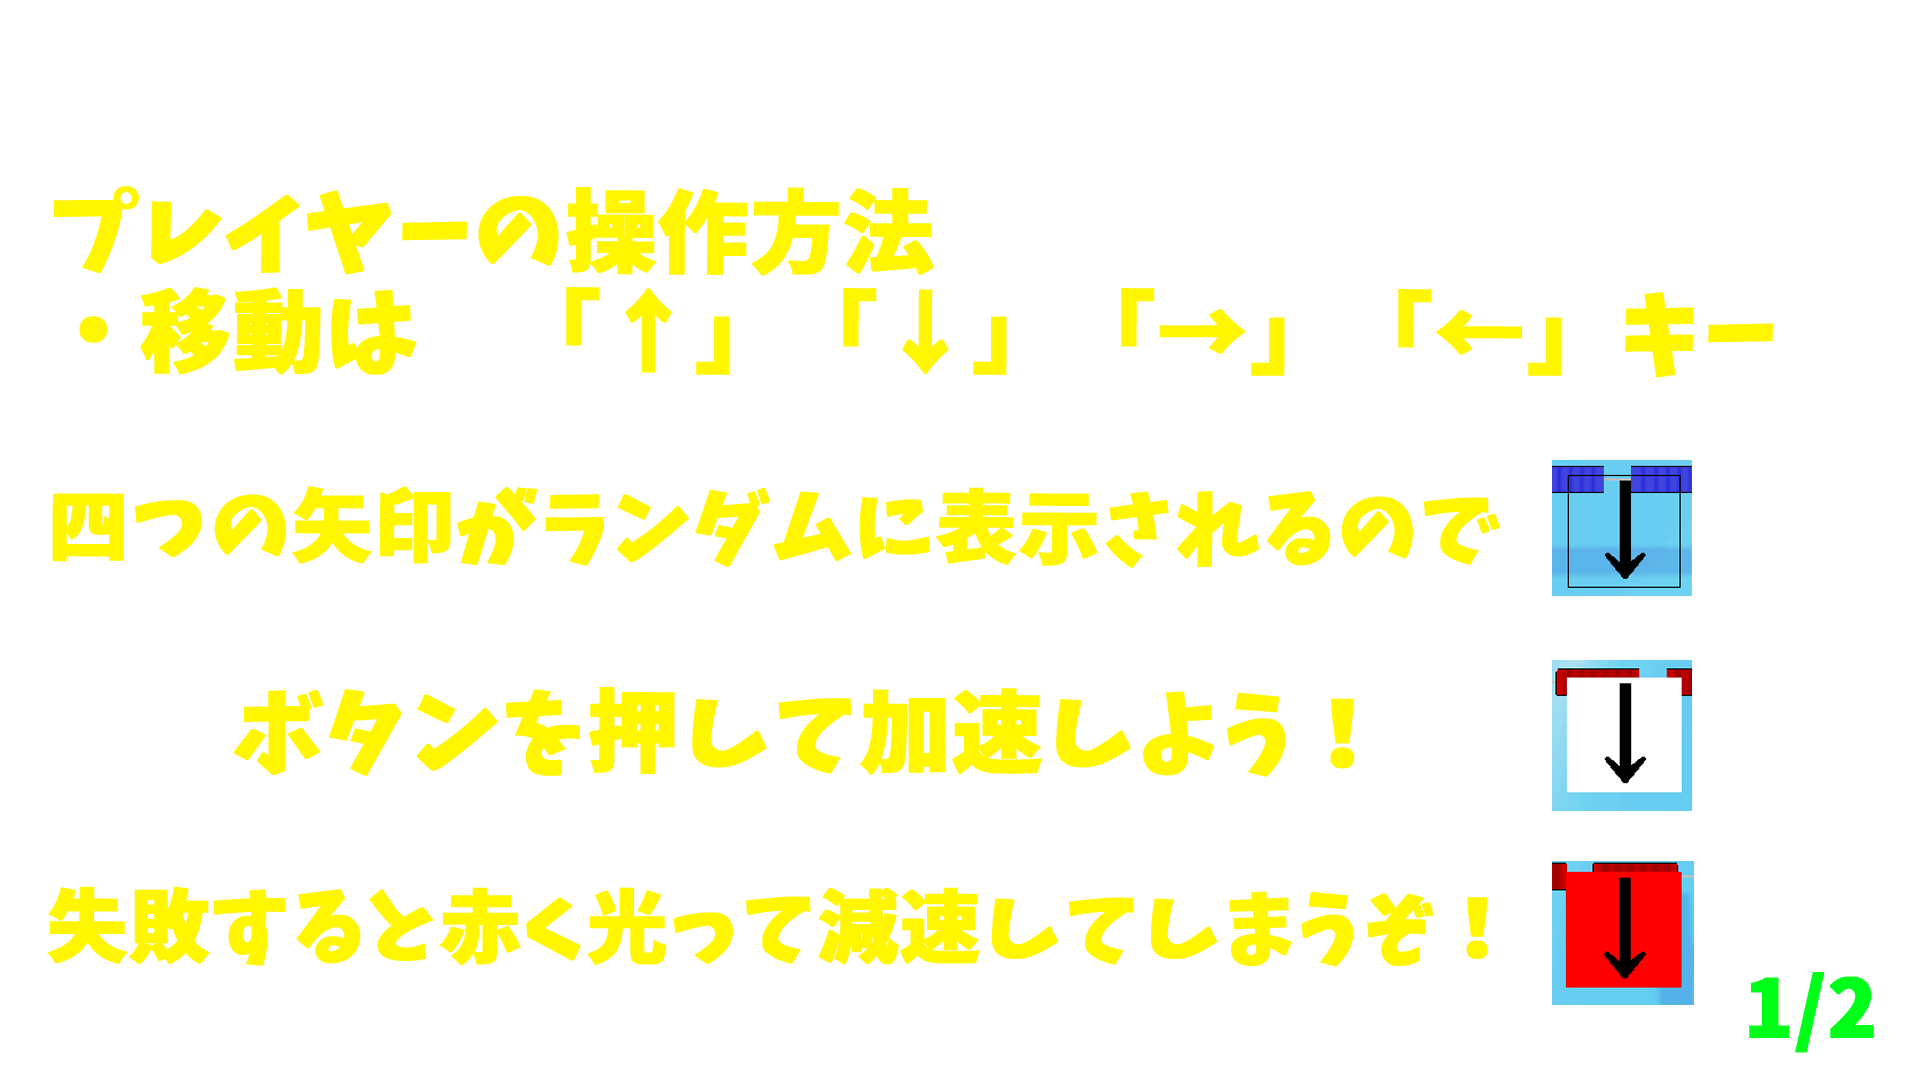 プレイヤーの操作方法
・移動は　「↑」　「↓」　「→」　「←」キー
四つの矢印がランダムに表示されるので
ボタンを押して加速しよう！
失敗すると赤く光って減速してしまうぞ！
1/2